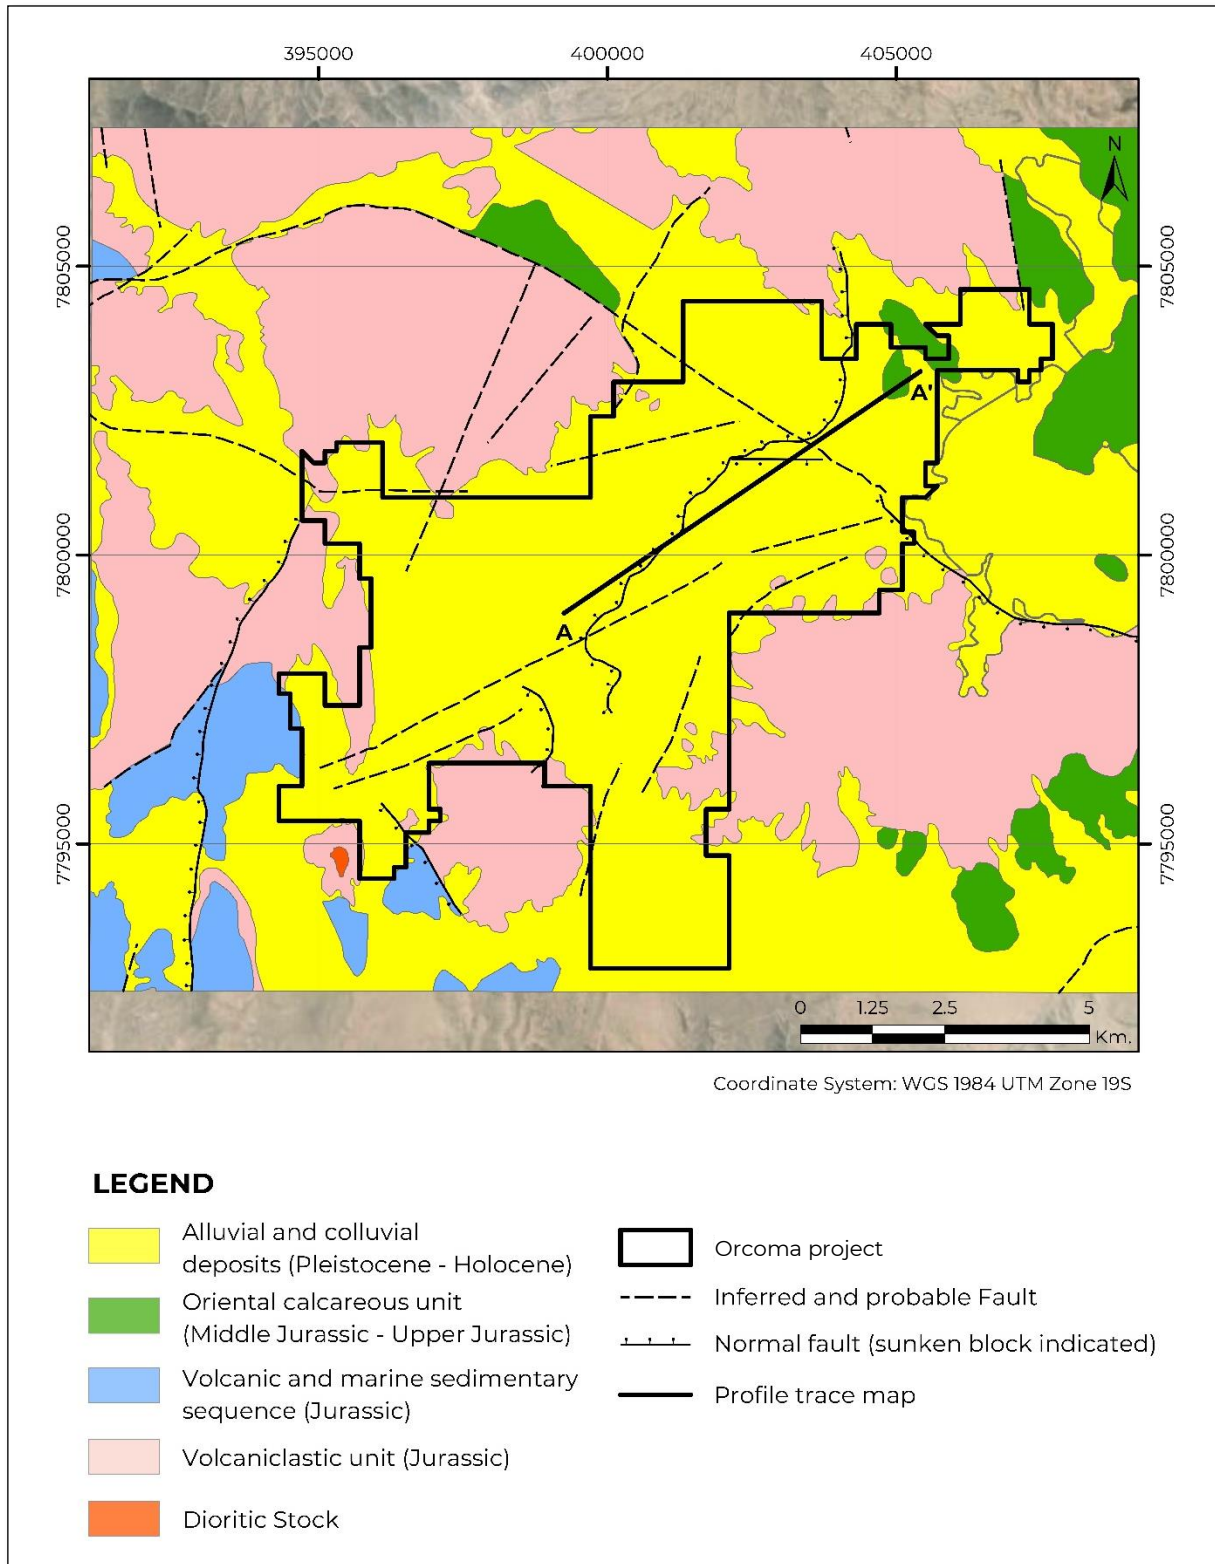 395000 400000 405000
N
7805000 7805000
A'
7800000 7800000
A
7795000 7795000
0 1.25 2.5 5
Km.
Coordinate System: WGS 1984 UTM Zone 19S
LEGEND
Alluvial and colluvial
deposits (Pleistocene - Holocene)
Oriental calcareous unit
(Middle Jurassic - Upper Jurassic)
Volcanic and marine sedimentary
sequence (Jurassic)
Volcaniclastic unit (Jurassic)
Dioritic Stock
Orcoma project
Inferred and probable Fault
Normal fault (sunken block indicated)
Profile trace map